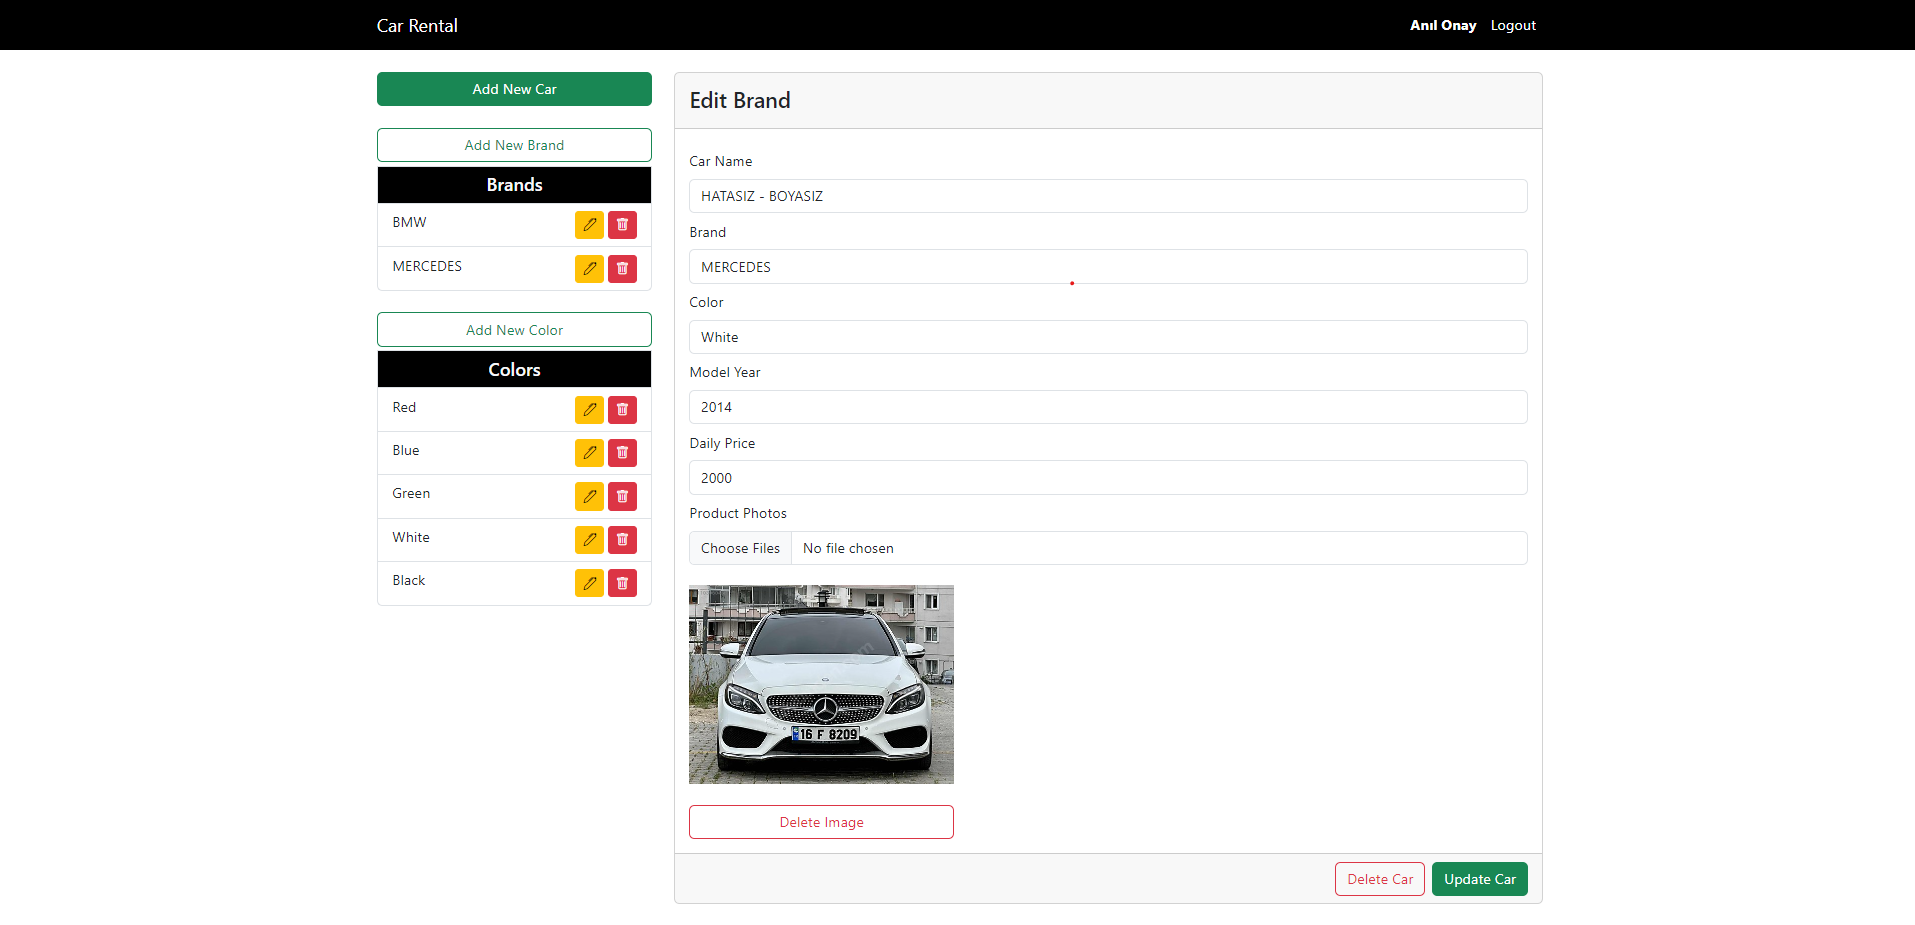 Car Rental
Anıl Onay Logout
Add New Car
Add New Brand
Brands
BMW
MERCEDES
Add New Color
Colors
Red
Blue
Green
White
Black
Edit Brand
Car Name
HATASIZ - BOYASIZ
Brand
MERCEDES
Color
White
Model Year
2014
Daily Price
2000
Product Photos
Choose Files No file chosen
16 F 8209
Delete Image
Delete Car Update Car